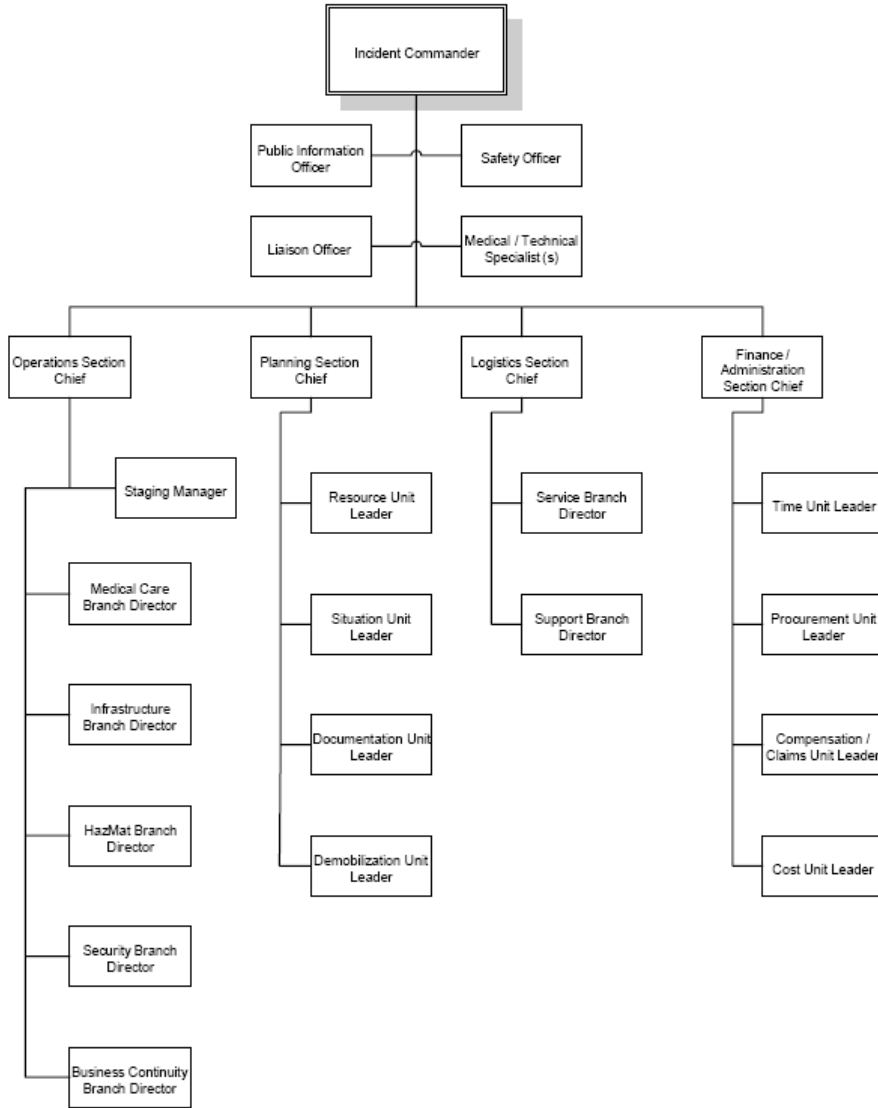 Incident Commander
Public Information
Officer
Safety Officer
Liaison Officer
Medical / Technical
Specialist (s)
Operations Section
Chief
Planning Section
Chief
Logistics Section
Chief
Finance /
Administration
Section Chief
Staging Manager
Resource Unit
Leader
Service Branch
Director
Time Unit Leader
Medical Care
Branch Director
Situation Unit
Leader
Support Branch
Director
Procurement Unit
Leader
Infrastructure
Branch Director
Documentation Unit
Leader
Compensation /
Claims Unit Leader
HazMat Branch
Director
Demobilization Unit
Leader
Cost Unit Leader
Security Branch
Director
Business Continuity
Branch Director